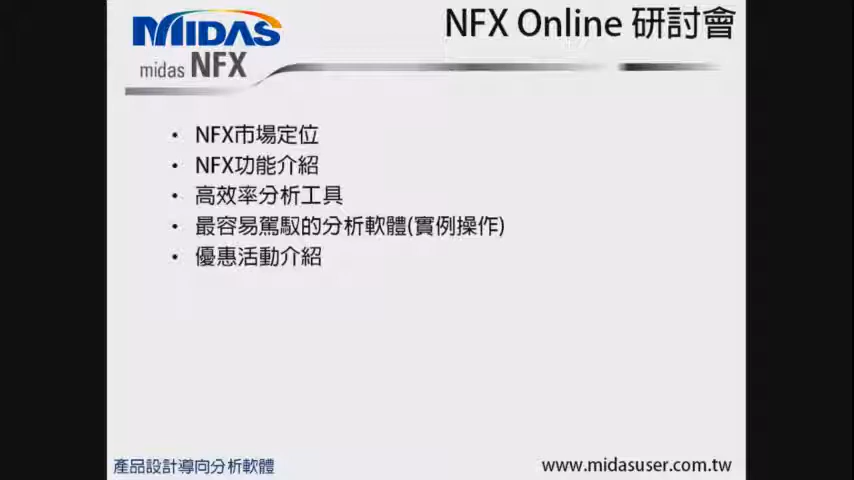 MIDAS
midas NFX
NFX Online 研討會
• NFX市場定位
• NFX功能介紹
• 高效率分析工具
• 最容易駕馭的分析軟體(實例操作)
• 優惠活動介紹
產品設計導向分析軟體
www.midasuser.com.tw